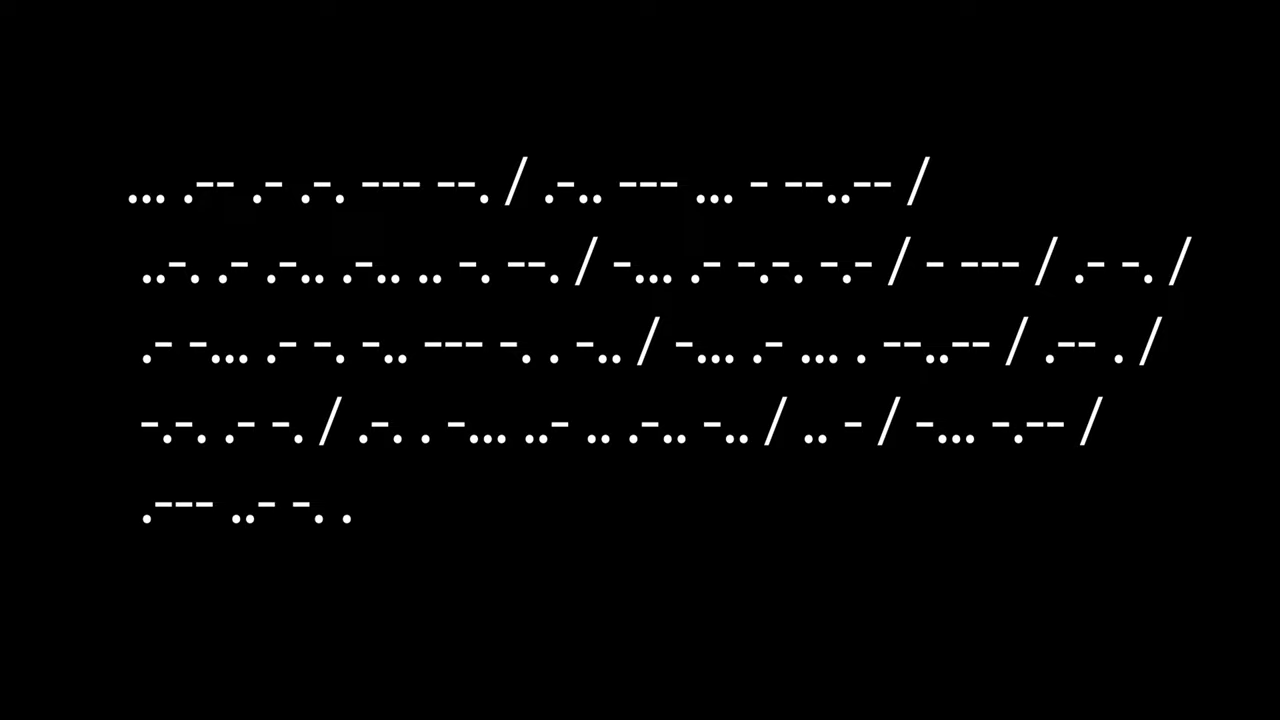 ... .-- .- .-. --- --. / .-.. --- ... - --..-- /
..-. .- .-.. .-.. .. -. --. / -... .- -.-. -.- / - --- / .- -. /
.- -... .- -. -.. --- -. . -.. / -... .- ... . --..-- / .-- . /
-.-. .- -. / .-. . -... ..- .. .-.. -.. / .. - / -... -.-- /
.--- ..- -. .